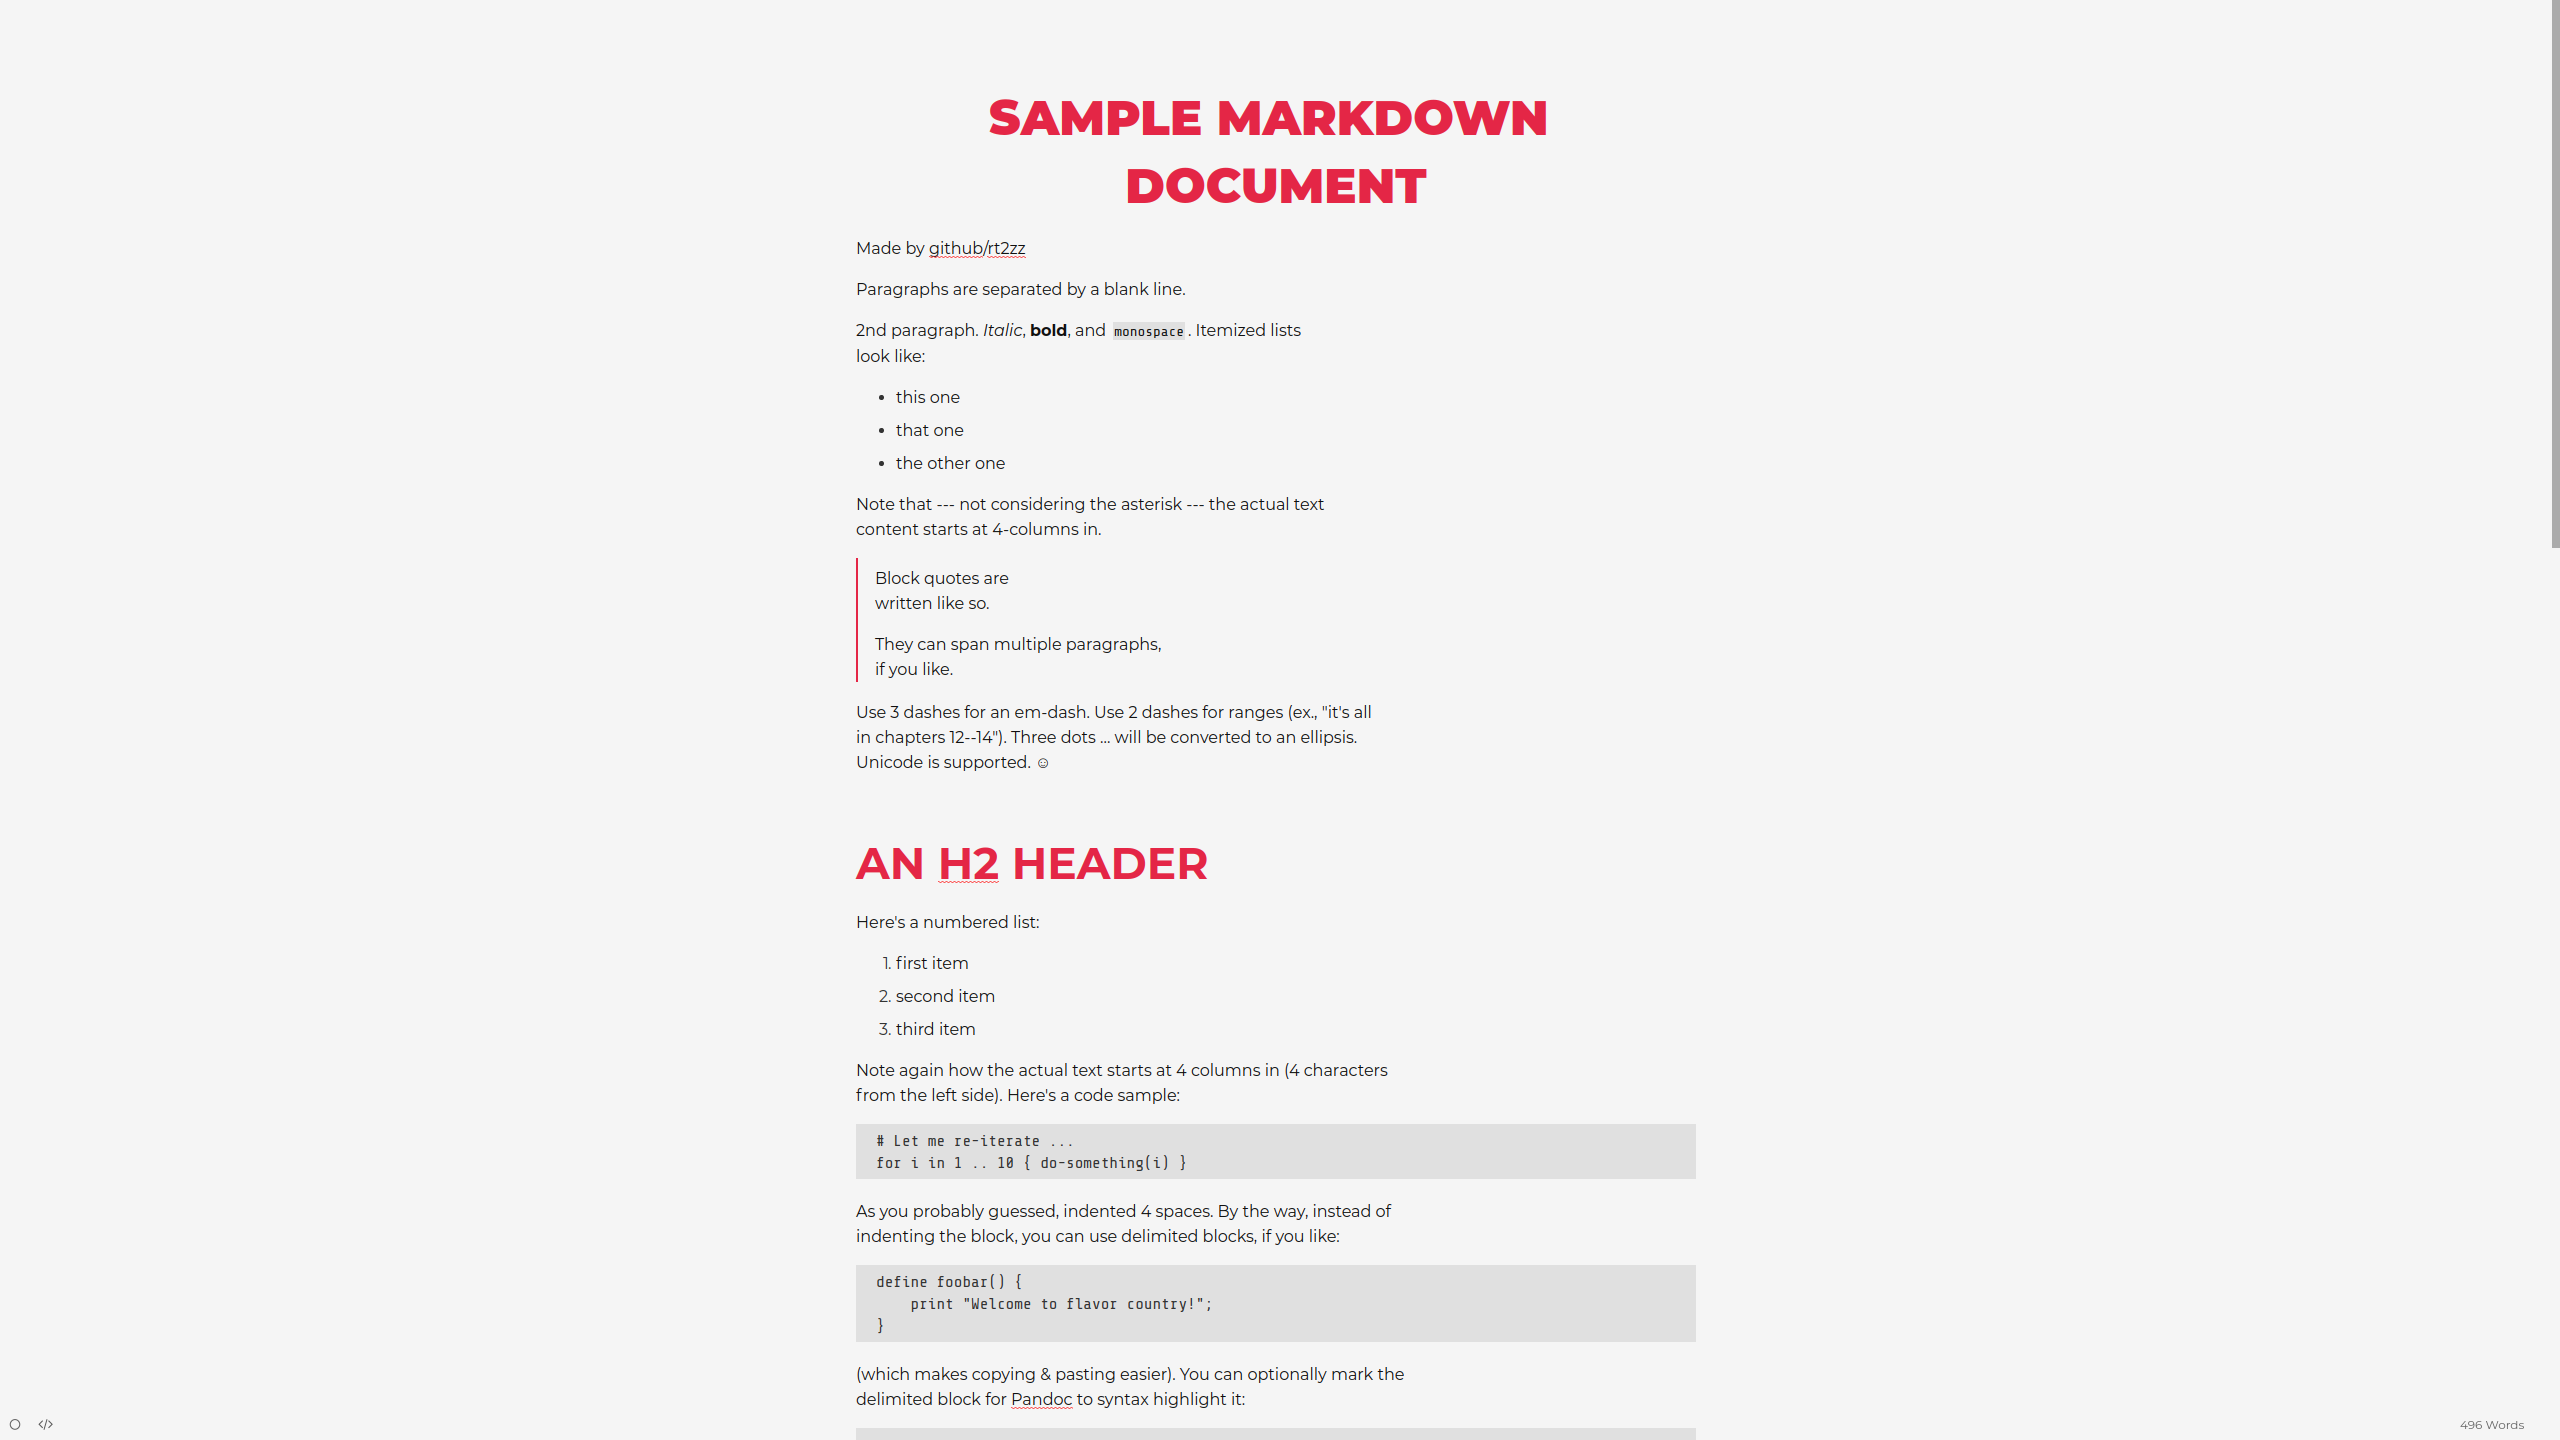 SAMPLE MARKDOWN
DOCUMENT
Made by github/rt2zz
Paragraphs are separated by a blank line.
2nd paragraph. Italic, bold, and monospace . Itemized lists
look like:
• this one
• that one
• the other one
Note that --- not considering the asterisk --- the actual text
content starts at 4-columns in.
Block quotes are
written like so.
They can span multiple paragraphs,
if you like.
Use 3 dashes for an em-dash. Use 2 dashes for ranges (ex., "it's all
in chapters 12--14"). Three dots ... will be converted to an ellipsis.
Unicode is supported. ☺
AN H2 HEADER
Here's a numbered list:
1. first item
2. second item
3. third item
Note again how the actual text starts at 4 columns in (4 characters
from the left side). Here's a code sample:
# Let me re-iterate ...
for i in 1 .. 10 { do-something(i) }
As you probably guessed, indented 4 spaces. By the way, instead of
indenting the block, you can use delimited blocks, if you like:
define foobar() {
    print "Welcome to flavor country!";
}
(which makes copying & pasting easier). You can optionally mark the
delimited block for Pandoc to syntax highlight it:
</> 496 Words